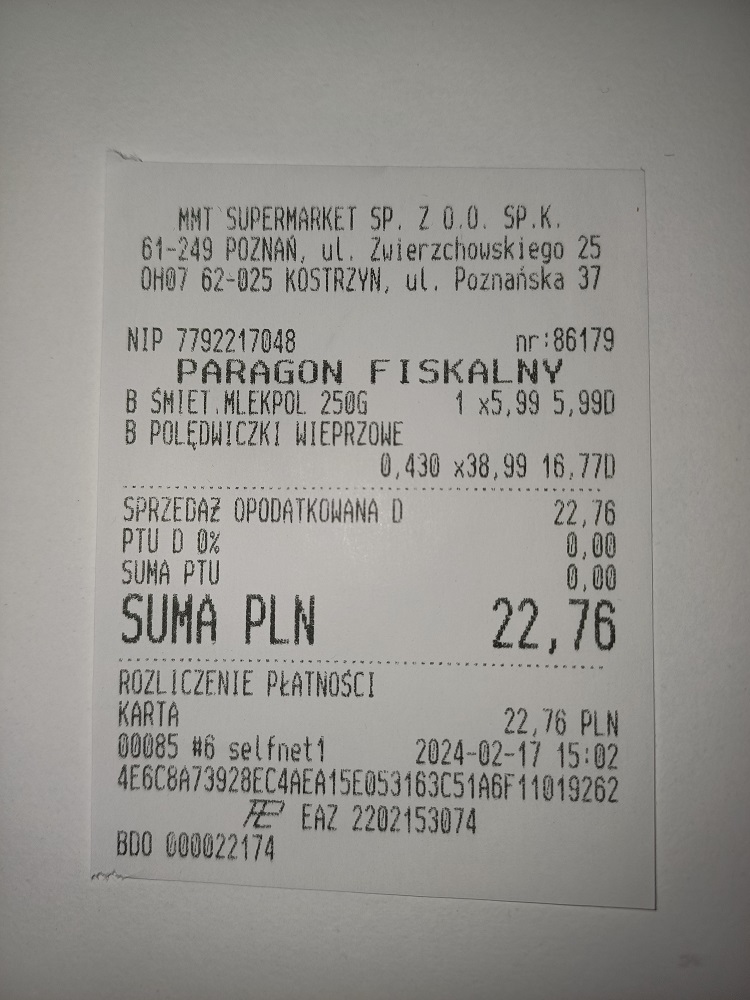 MMT SUPERMARKET SP. Z O.O. SP.K.
61-249 POZNAŃ, ul. Zwierzchowskiego 25
OH07 62-025 KOSTRZYN, ul. Poznańska 37
NIP 7792217048 nr:86179
PARAGON FISKALNY
B ŚMIET.MLEKPOL 250G 1 x5,99 5,99D
B POLĘDWICZKI WIEPRZOWE
0,430 x38,99 16,77D
SPRZEDAŻ OPODATKOWANA D 22,76
PTU D 0% 0,00
SUMA PTU 0,00
SUMA PLN 22,76
ROZLICZENIE PŁATNOŚCI
KARTA 22,76 PLN
00085 #6 selfnet1 2024-02-17 15:02
4E6C8A73928EC4AEA15E053163C51A6F11019262
EAZ 2202153074
BDO 000022174